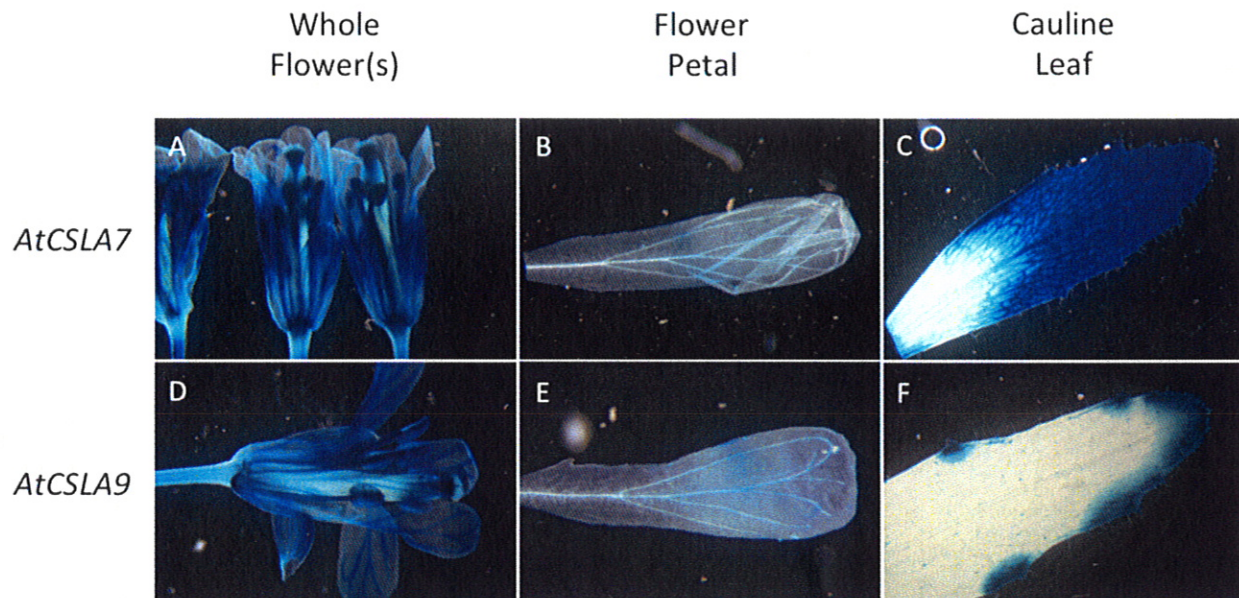 Whole
Flower(s)
Flower
Petal
Cauline
Leaf
AtCSLA7
A
B
C
AtCSLA9
D
E
F